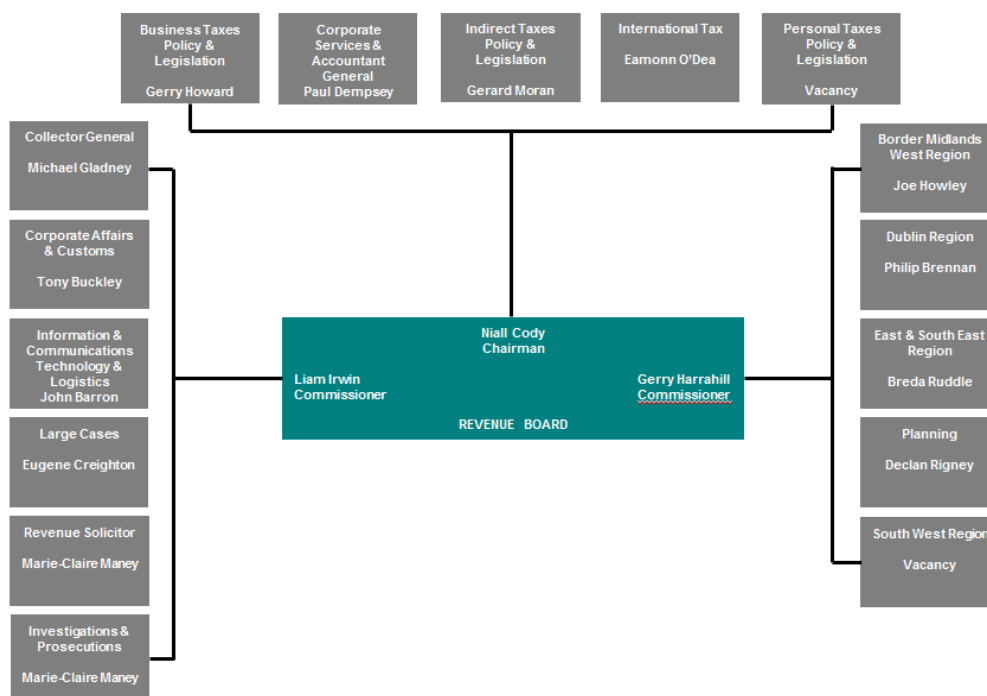 Business Taxes
Policy &
Legislation
Gerry Howard
Corporate
Services &
Accountant
General
Paul Dempsey
Indirect Taxes
Policy &
Legislation
Gerard Moran
International Tax
Eamonn O'Dea
Personal Taxes
Policy &
Legislation
Vacancy
Collector General
Michael Gladney
Corporate Affairs
& Customs
Tony Buckley
Information &
Communications
Technology &
Logistics
John Barron
Large Cases
Eugene Creighton
Revenue Solicitor
Marie-Claire Maney
Investigations &
Prosecutions
Marie-Claire Maney
Niall Cody
Chairman
Liam Irwin
Commissioner
Gerry Harrahill
Commissioner
REVENUE BOARD
Border Midlands
West Region
Joe Howley
Dublin Region
Philip Brennan
East & South East
Region
Breda Ruddle
Planning
Declan Rigney
South West Region
Vacancy